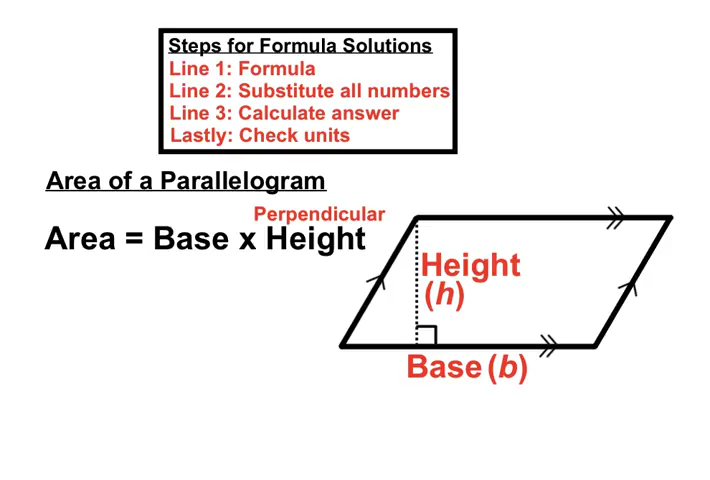 Steps for Formula Solutions
Line 1: Formula
Line 2: Substitute all numbers
Line 3: Calculate answer
Lastly: Check units
Area of a Parallelogram
Perpendicular
Area = Base x Height
Height
(h)
Base (b)